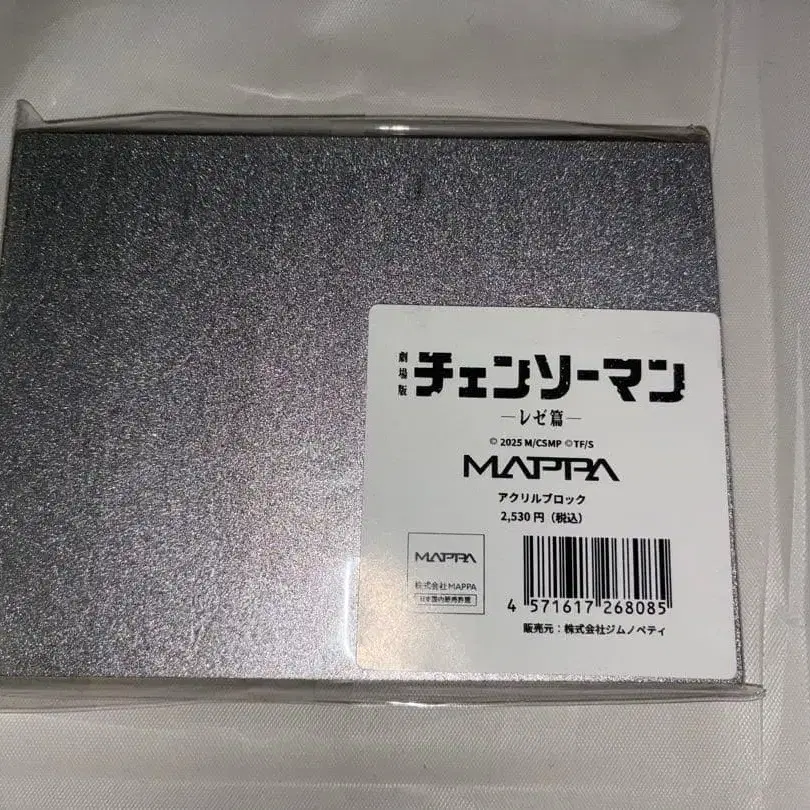 劇場版
チェンソーマン
—レゼ篇—
© 2025 M/CSMP ©TF/S
MAPPA
アクリルブロック
2,530 円（税込）
MAPPA
株式会社MAPPA
日本国内販売許諾
4 571617 268085
販売元：株式会社ジムノペティ